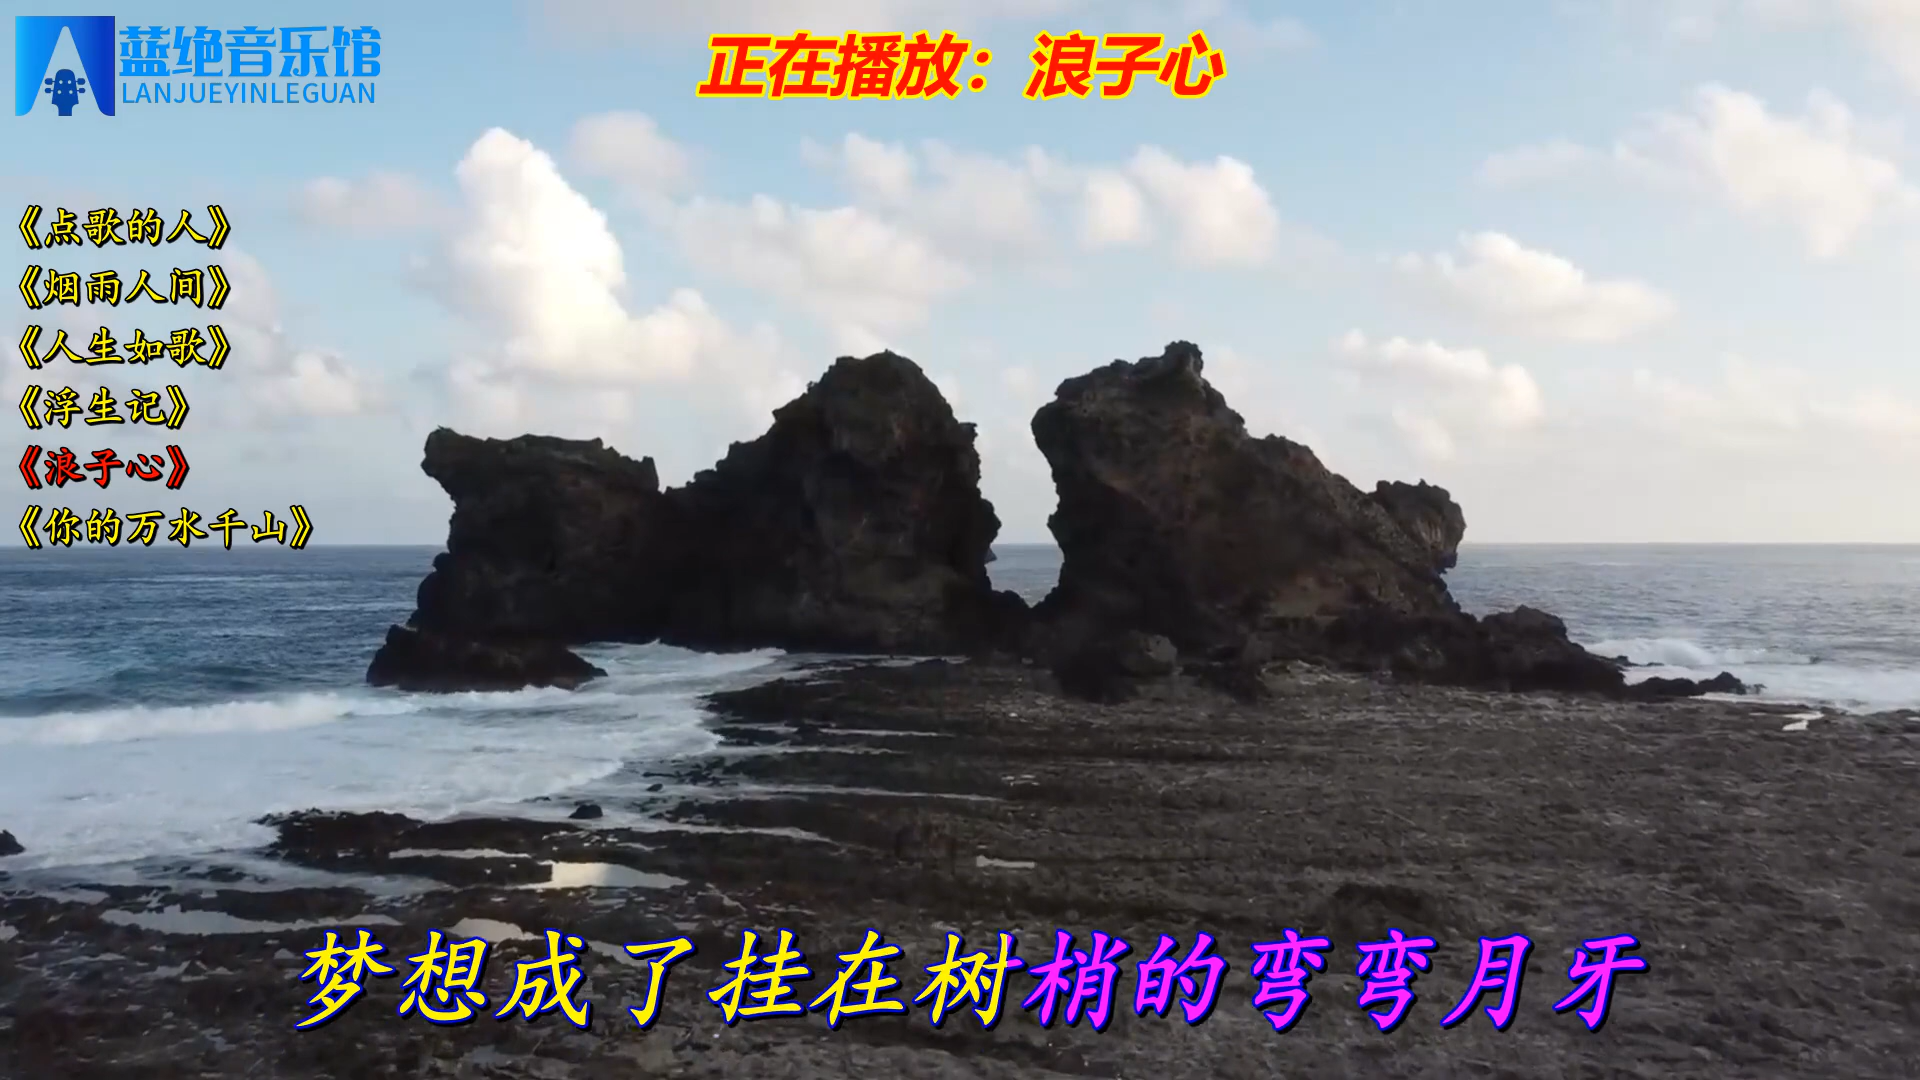 蓝绝音乐馆
LANJUEYINLEGUAN
正在播放：浪子心
《点歌的人》
《烟雨人间》
《人生如歌》
《浮生记》
《浪子心》
《你的万水千山》
梦想成了挂在树梢的弯弯月牙